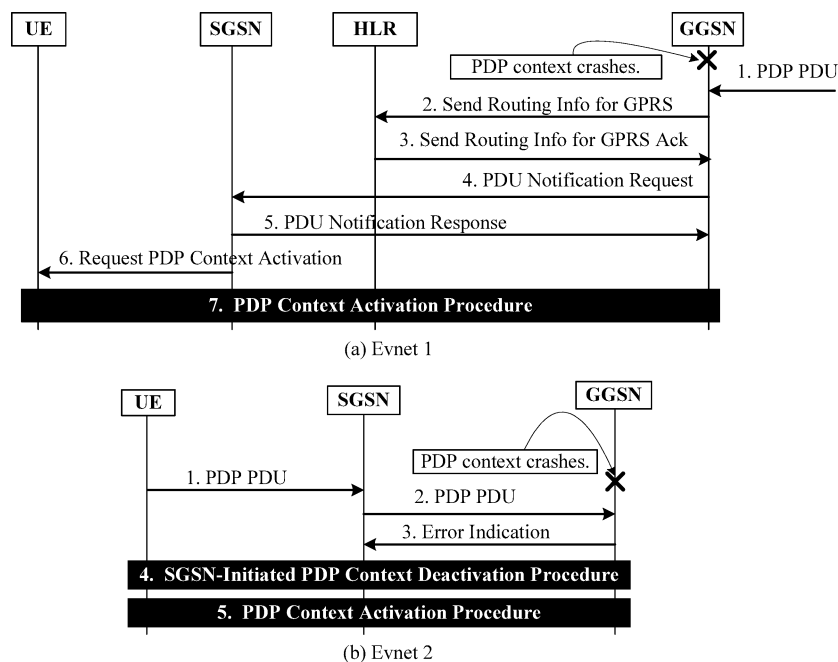 UE
SGSN
HLR
GGSN
PDP context crashes.
1. PDP PDU
2. Send Routing Info for GPRS
3. Send Routing Info for GPRS Ack
4. PDU Notification Request
5. PDU Notification Response
6. Request PDP Context Activation
7. PDP Context Activation Procedure
(a) Evnet 1
UE
SGSN
GGSN
PDP context crashes.
1. PDP PDU
2. PDP PDU
3. Error Indication
4. SGSN-Initiated PDP Context Deactivation Procedure
5. PDP Context Activation Procedure
(b) Evnet 2